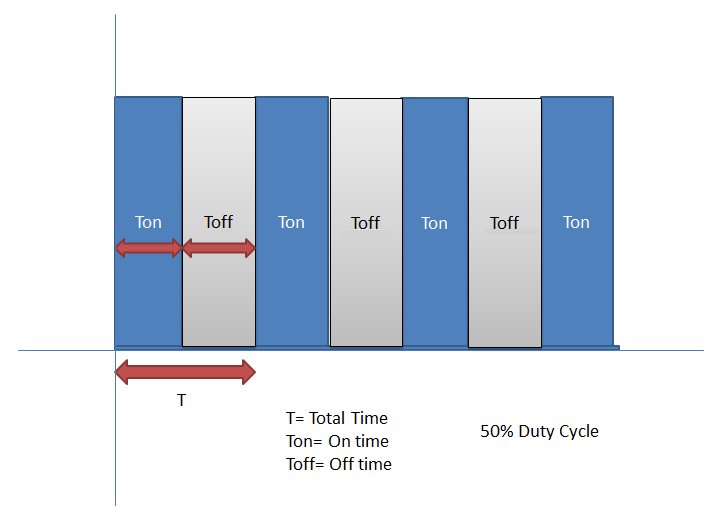 Ton
Toff
Ton
Toff
Ton
Toff
Ton
T
T= Total Time
Ton= On time
Toff= Off time
50% Duty Cycle